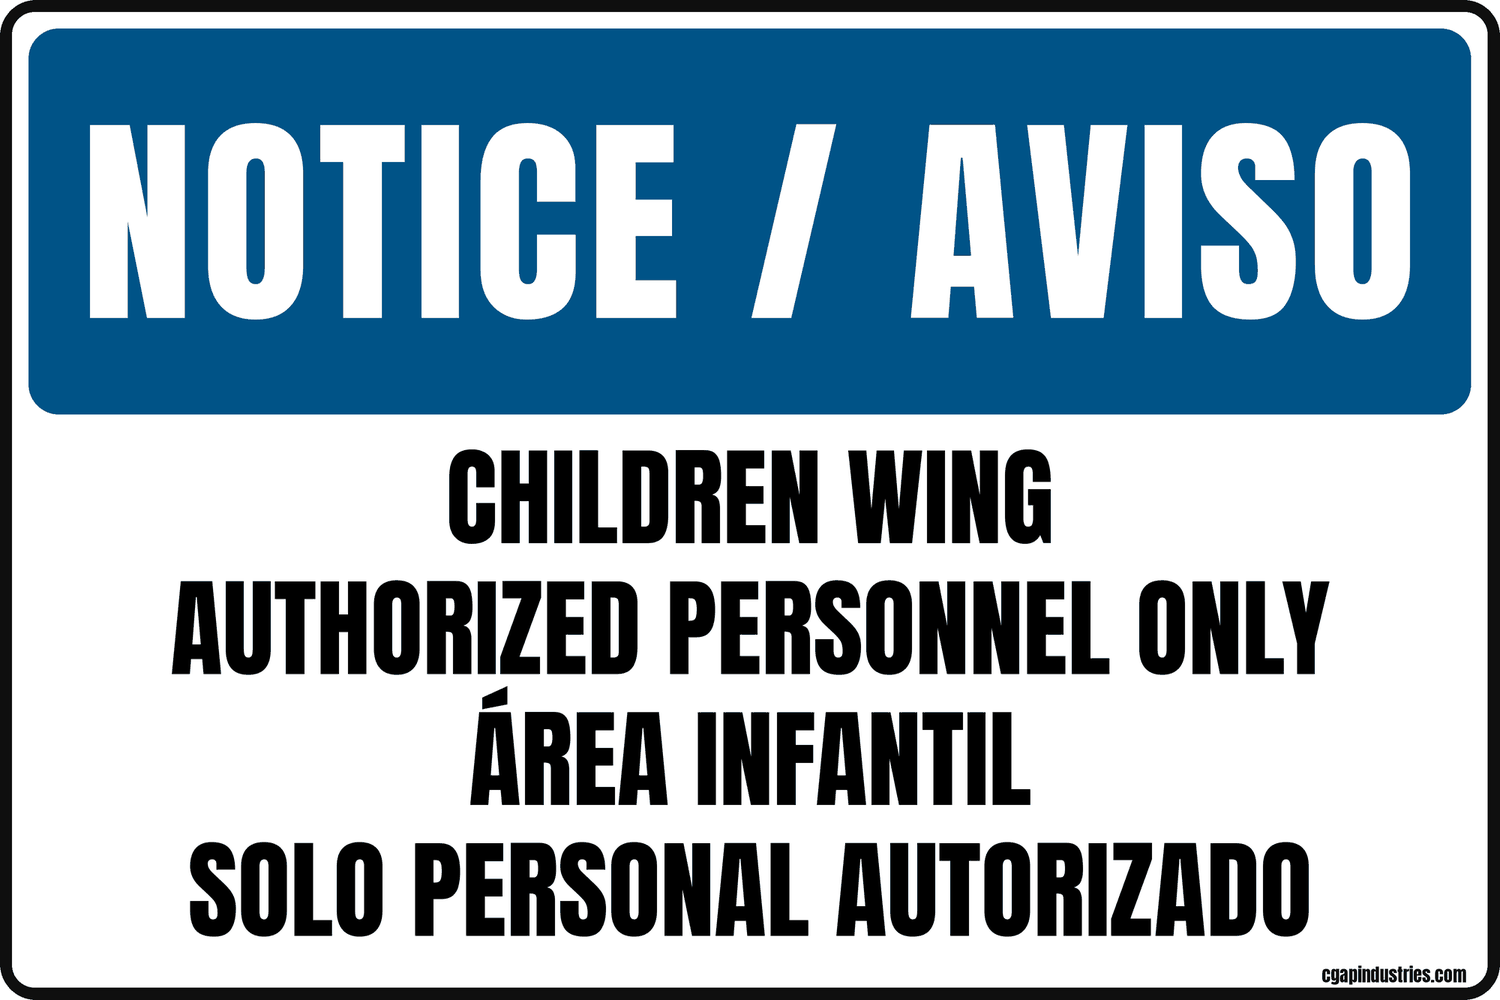 NOTICE / AVISO
CHILDREN WING
AUTHORIZED PERSONNEL ONLY
ÁREA INFANTIL
SOLO PERSONAL AUTORIZADO
cgapindustries.com